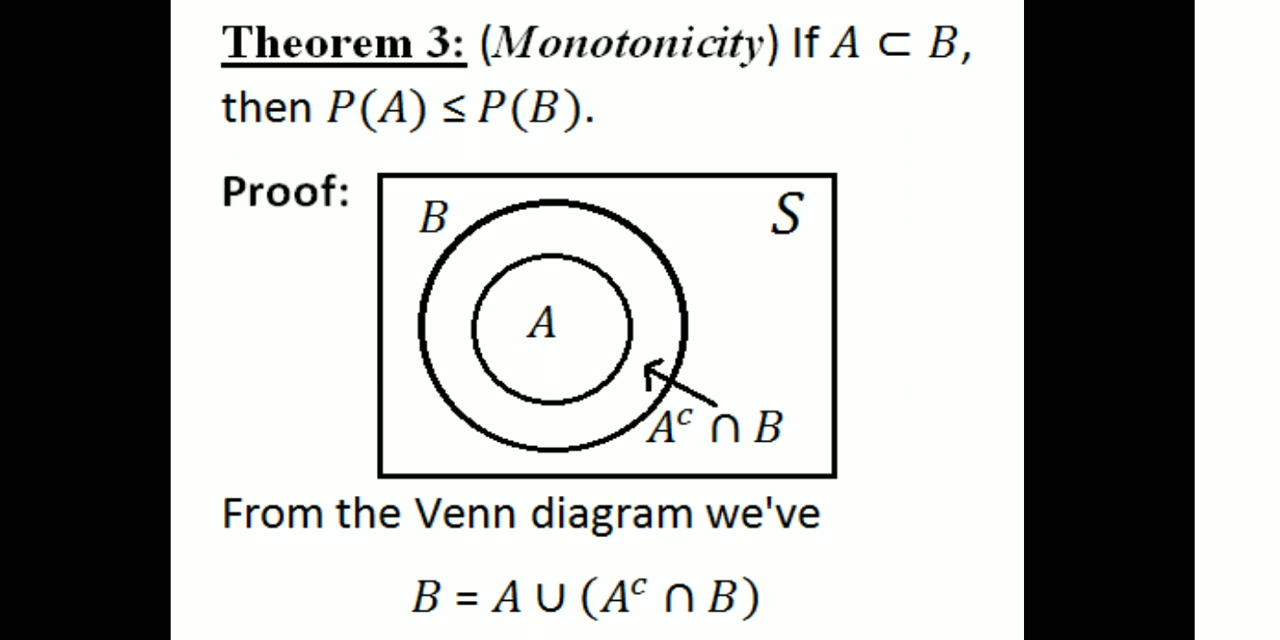 Theorem 3: (Monotonicity) If A ⊂ B,
then P(A) ≤ P(B).
Proof:
B
S
A
Aᶜ ∩ B
From the Venn diagram we've
B = A ∪ (Aᶜ ∩ B)